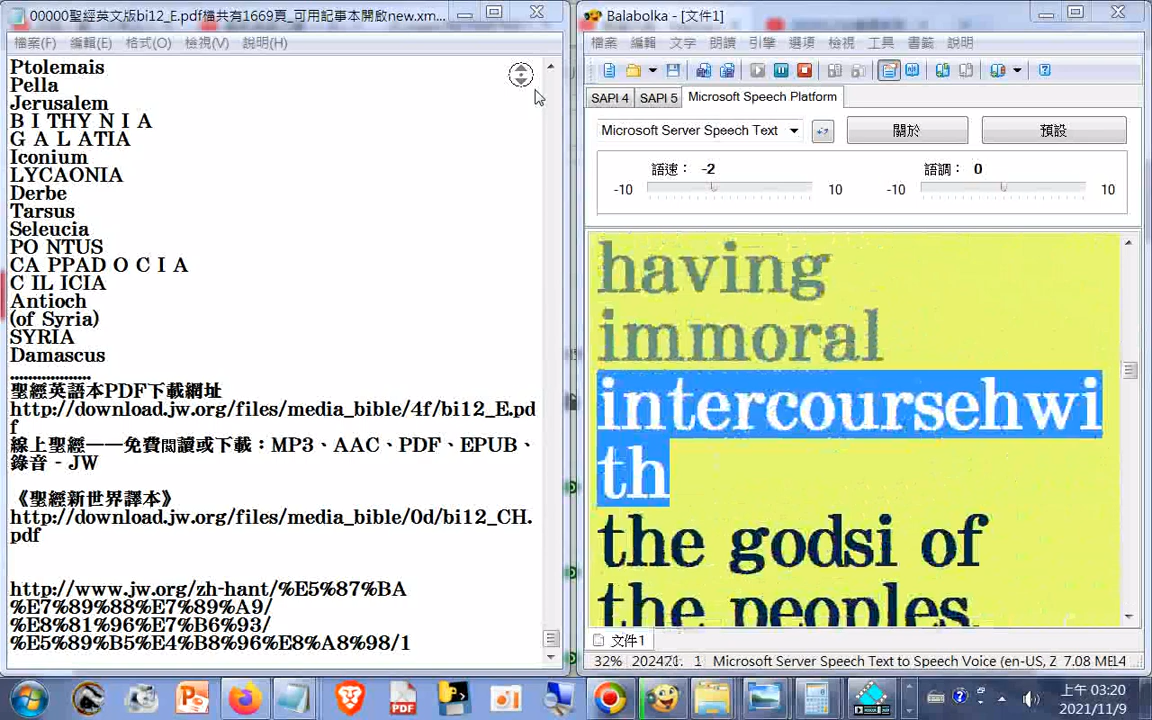 00000聖經英文版bi12_E.pdf檔共有1669頁_可用記事本開啟new.xm...
檔案(F) 編輯(E) 格式(O) 檢視(V) 說明(H)
Ptolemais
Pella
Jerusalem
B I THY N I A
G A L ATIA
Iconium
LYCAONIA
Derbe
Tarsus
Seleucia
PO NTUS
CA PPAD O C I A
C IL ICIA
Antioch
(of Syria)
SYRIA
Damascus
..................
聖經英語本PDF下載網址
http://download.jw.org/files/media_bible/4f/bi12_E.pd
f
線上聖經——免費閱讀或下載：MP3、AAC、PDF、EPUB、
錄音 - JW
《聖經新世界譯本》
http://download.jw.org/files/media_bible/0d/bi12_CH.
pdf
http://www.jw.org/zh-hant/%E5%87%BA
%E7%89%88%E7%89%A9/
%E8%81%96%E7%B6%93/
%E5%89%B5%E4%B8%96%E8%A8%98/1
Balabolka - [文件1]
檔案 編輯 文字 朗讀 引擎 選項 檢視 工具 書籤 說明
SAPI 4 SAPI 5 Microsoft Speech Platform
Microsoft Server Speech Text 關於 預設
語速： -2 語調： 0
-10 10 -10 10
having
immoral
intercoursehwi
th
the godsi of
the peoples.
文件1
32% 1 Microsoft Server Speech Text to Speech Voice (en-US, Z 7.08 ME
上午 03:20
2021/11/9